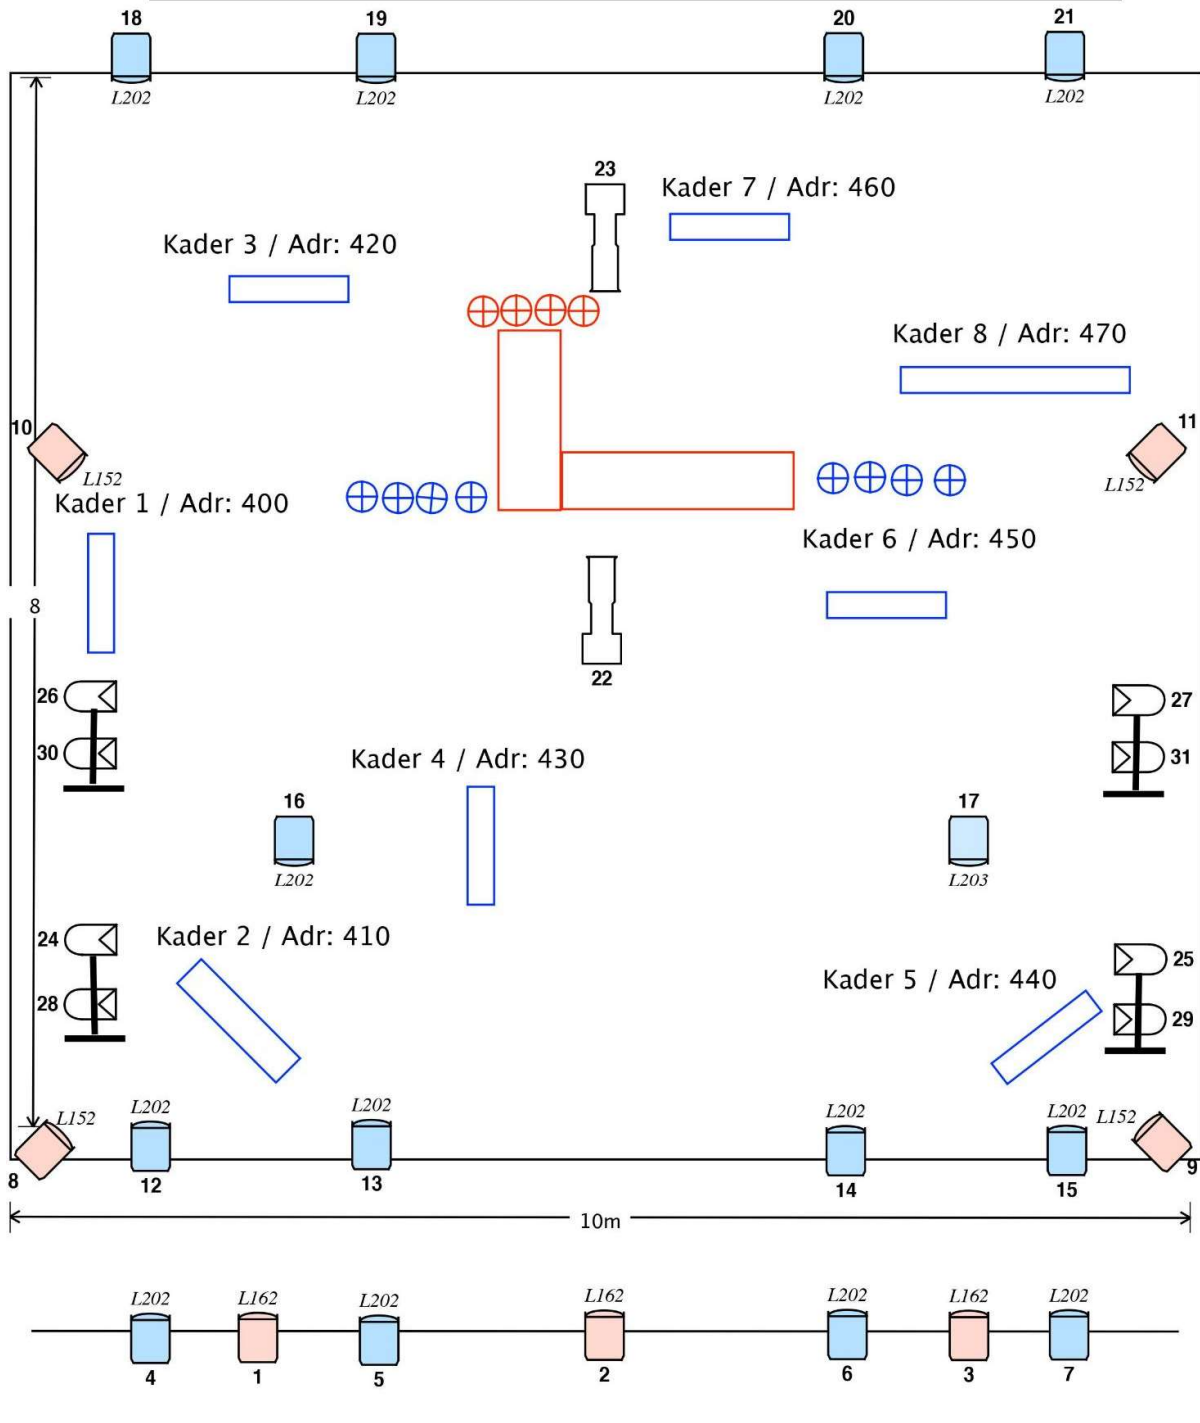 18 19 20 21
L202 L202 L202 L202
23
Kader 7 / Adr: 460
Kader 3 / Adr: 420
Kader 8 / Adr: 470
10 11
L152 L152
Kader 1 / Adr: 400
Kader 6 / Adr: 450
8
22
26 27
30 31
Kader 4 / Adr: 430
16 17
L202 L203
24 25
Kader 2 / Adr: 410
Kader 5 / Adr: 440
28 29
L152 L202 L202 L202 L202 L152
8 12 13 14 15 9
10m
L202 L162 L202 L162 L202 L162 L202
4 1 5 2 6 3 7